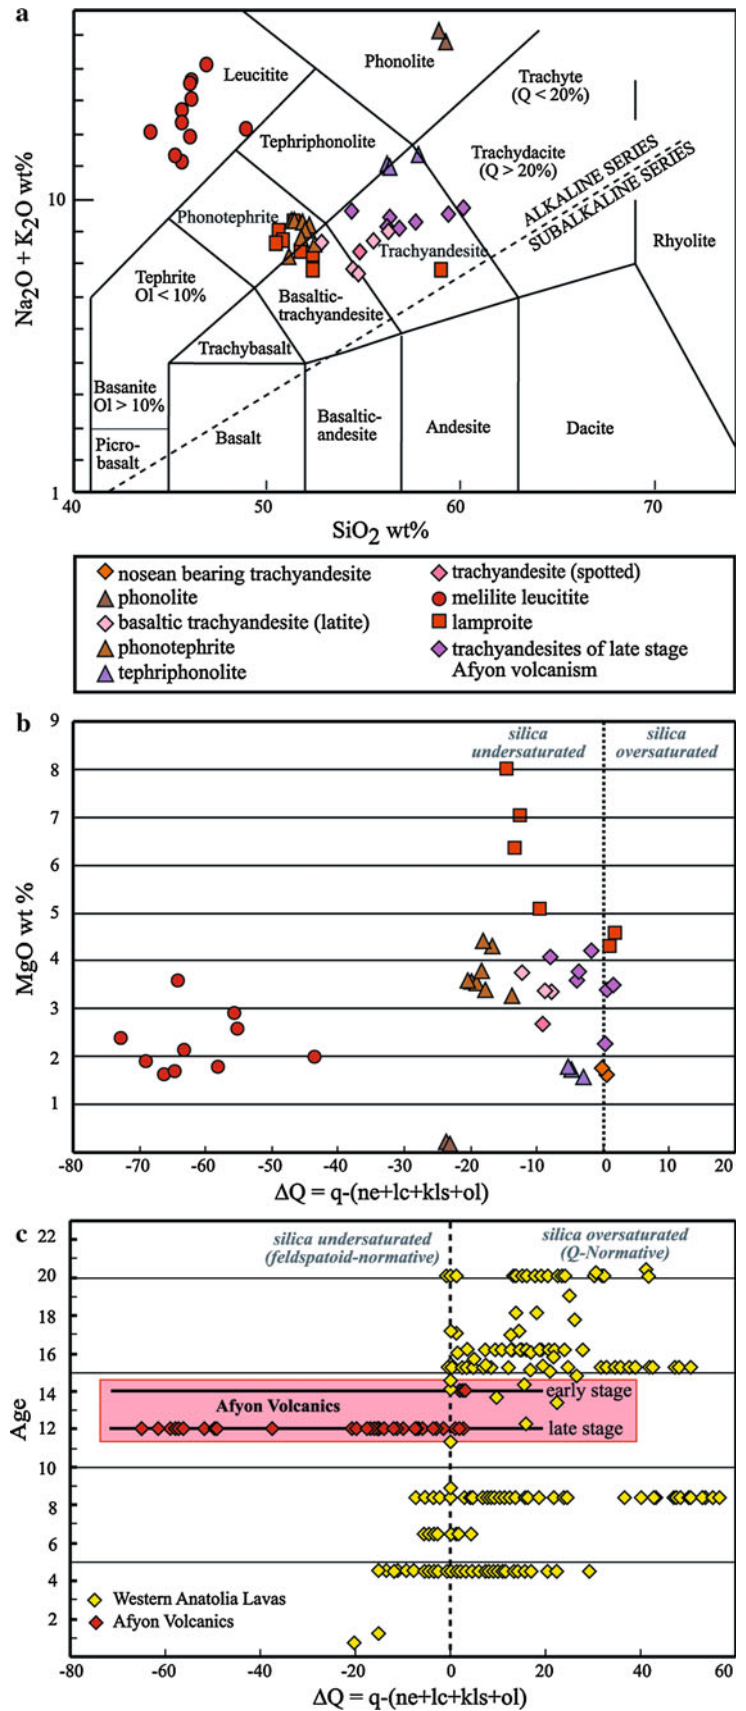 a
Na2O + K2O wt%
10
1
Leucitite
Phonolite
Trachyte
(Q < 20%)
Tephriphonolite
Trachydacite
(Q > 20%)
ALKALINE SERIES
SUBALKALINE SERIES
Phonotephrite
Trachyandesite
Rhyolite
Tephrite
Ol < 10%
Basaltic-
trachyandesite
Trachybasalt
Basanite
Ol > 10%
Picro-
basalt
Basalt
Basaltic-
andesite
Andesite
Dacite
40 50 60 70
SiO2 wt%
nosean bearing trachyandesite
phonolite
basaltic trachyandesite (latite)
phonotephrite
tephriphonolite
trachyandesite (spotted)
melilite leucitite
lamproite
trachyandesites of late stage
Afyon volcanism
b
MgO wt %
9
8
7
6
5
4
3
2
1
silica
undersaturated
silica
oversaturated
-80 -70 -60 -50 -40 -30 -20 -10 0 10 20
ΔQ = q-(ne+lc+kls+ol)
c
Age
22
20
18
16
14
12
10
8
6
4
2
silica undersaturated
(feldspatoid-normative)
silica oversaturated
(Q-Normative)
Afyon Volcanics
early stage
late stage
Western Anatolia Lavas
Afyon Volcanics
-80 -60 -40 -20 0 20 40 60
ΔQ = q-(ne+lc+kls+ol)